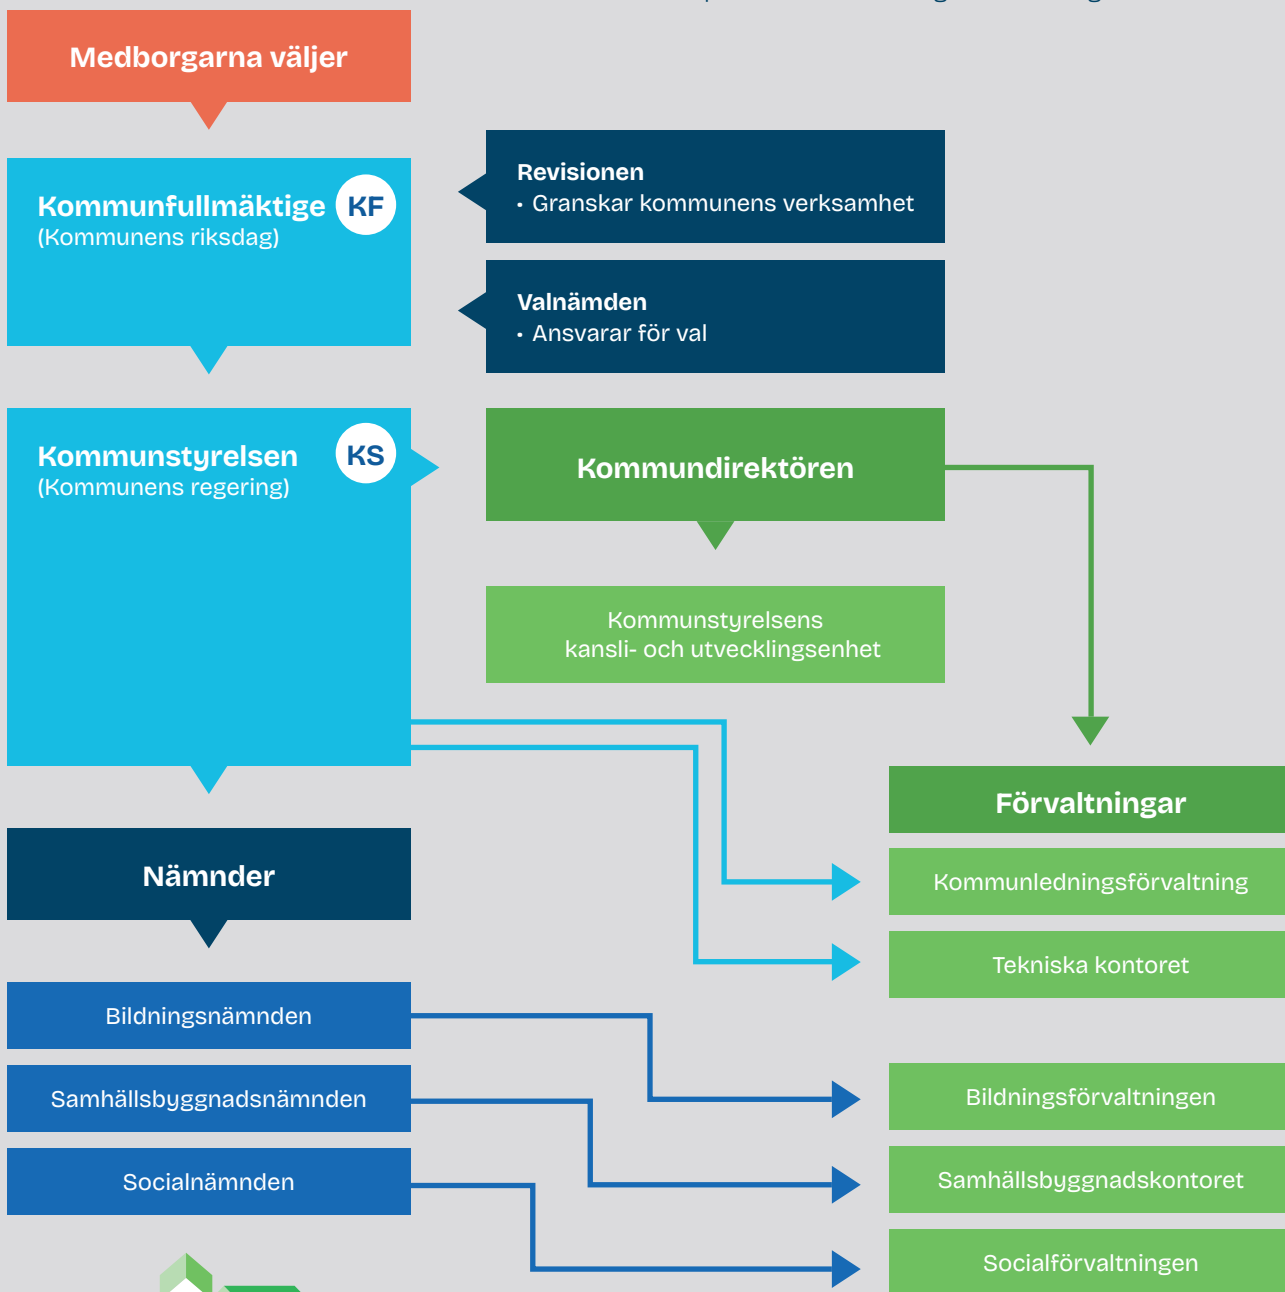 Medborgarna väljer
Kommunfullmäktige KF
(Kommunens riksdag)
Revisionen
• Granskar kommunens verksamhet
Valnämden
• Ansvarar för val
Kommunstyrelsen KS
(Kommunens regering)
Kommundirektören
Kommunstyrelsens
kansli- och utvecklingsenhet
Nämnder
Bildningsnämnden
Samhällsbyggnadsnämnden
Socialnämnden
Förvaltningar
Kommunledningsförvaltning
Tekniska kontoret
Bildningsförvaltningen
Samhällsbyggnadskontoret
Socialförvaltningen